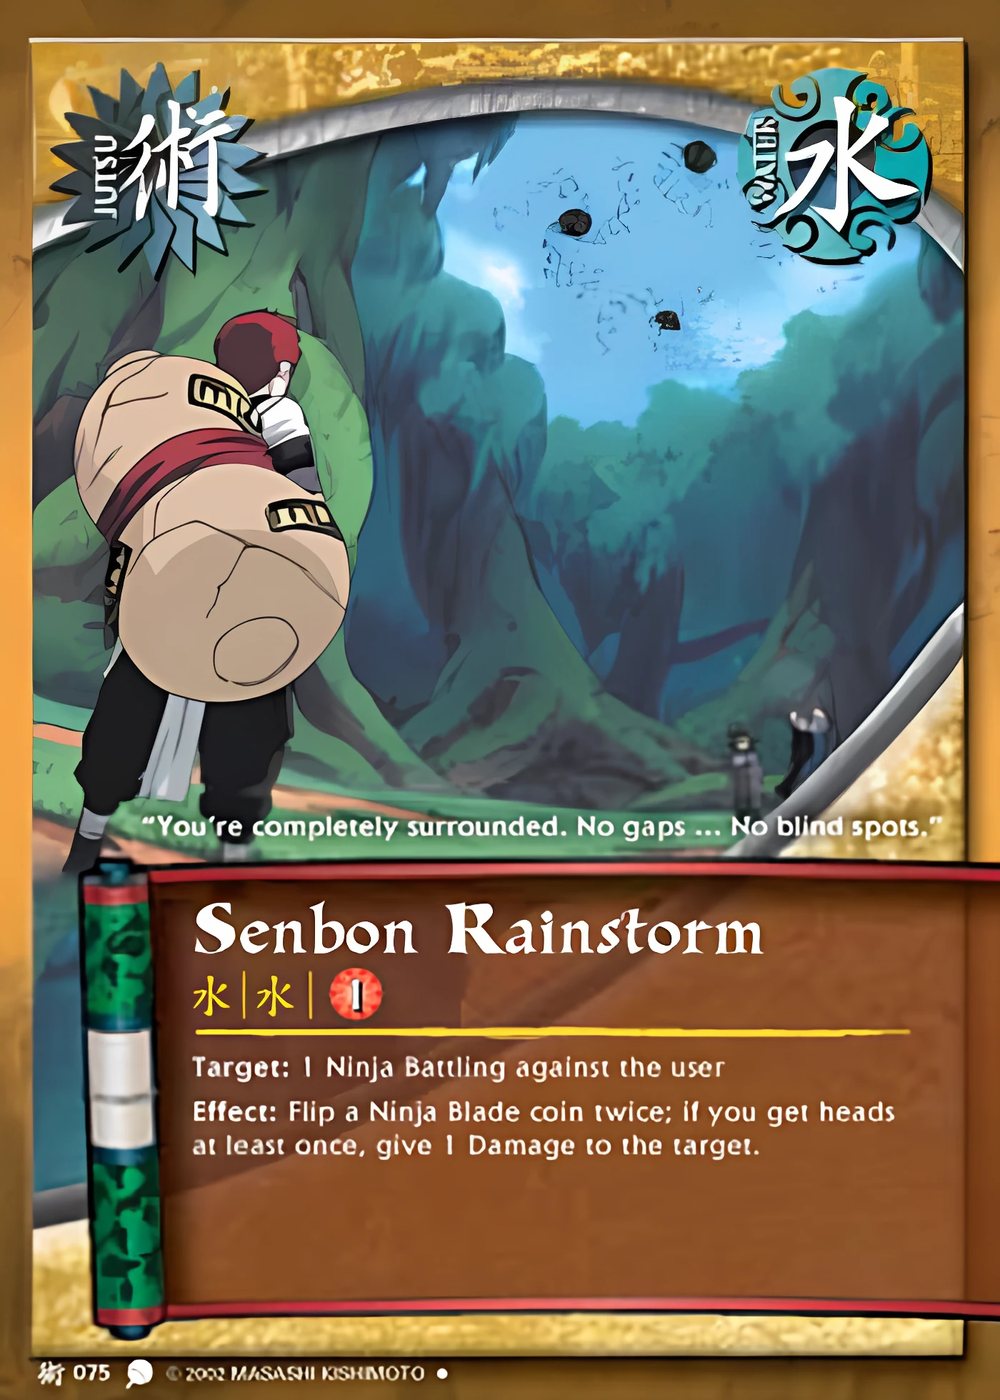 JUTSU 術
WATER 水
"You're completely surrounded. No gaps ... No blind spots."
Senbon Rainstorm
水|水| 1
Target: 1 Ninja Battling against the user
Effect: Flip a Ninja Blade coin twice; if you get heads
at least once, give 1 Damage to the target.
術 075 © 2002 MASASHI KISHIMOTO